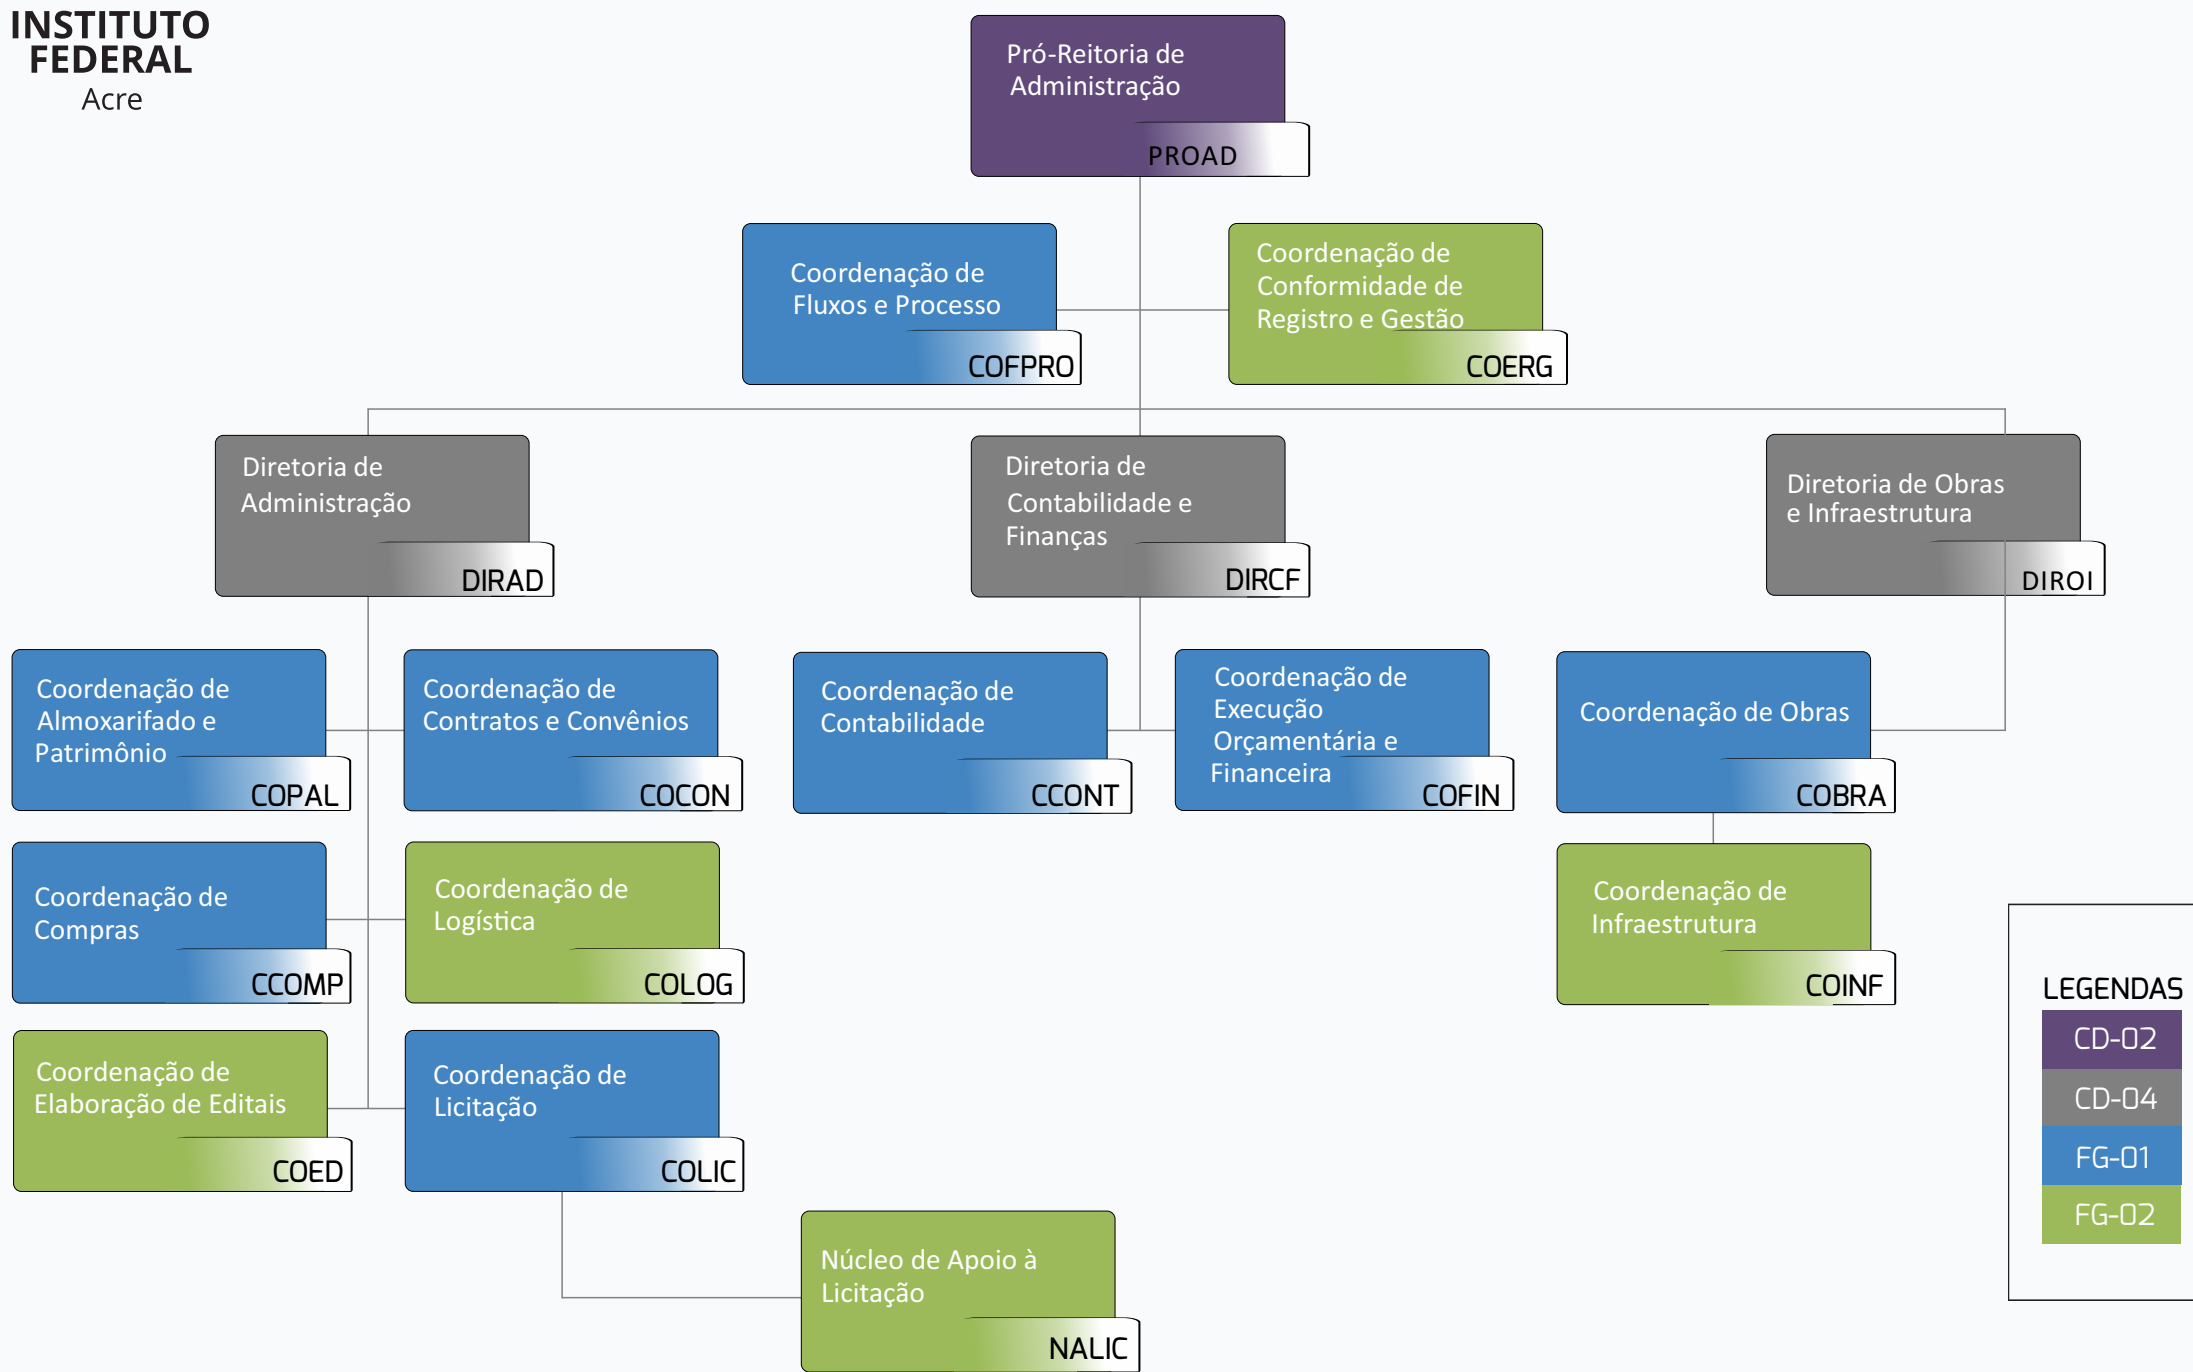 INSTITUTO
FEDERAL
Acre
Pró-Reitoria de
Administração
PROAD
Coordenação de
Fluxos e Processo
COFPRO
Coordenação de
Conformidade de
Registro e Gestão
COERG
Diretoria de
Administração
DIRAD
Diretoria de
Contabilidade e
Finanças
DIRCF
Diretoria de Obras
e Infraestrutura
DIROI
Coordenação de
Almoxarifado e
Patrimônio
COPAL
Coordenação de
Contratos e Convênios
COCON
Coordenação de
Contabilidade
CCONT
Coordenação de
Execução
Orçamentária e
Financeira
COFIN
Coordenação de Obras
COBRA
Coordenação de
Compras
CCOMP
Coordenação de
Logística
COLOG
Coordenação de
Infraestrutura
COINF
Coordenação de
Elaboração de Editais
COED
Coordenação de
Licitação
COLIC
Núcleo de Apoio à
Licitação
NALIC
LEGENDAS
CD-02
CD-04
FG-01
FG-02